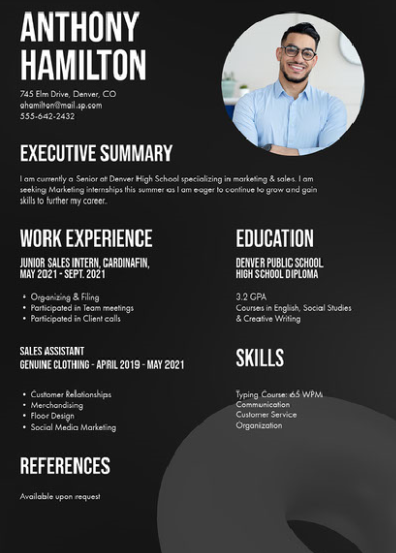 ANTHONY
HAMILTON
745 Elm Drive, Denver, CO
ahamilton@mail.sp.com
555-642-2432
EXECUTIVE SUMMARY
I am currently a Senior at Denver High School specializing in marketing & sales. I am
seeking Marketing internships this summer as I am eager to continue to grow and gain
skills to further my career.
WORK EXPERIENCE
JUNIOR SALES INTERN, CARDINAFIN,
MAY 2021 - SEPT. 2021
• Organizing & Filing
• Participated in Team meetings
• Participated in Client calls
SALES ASSISTANT
GENUINE CLOTHING - APRIL 2019 - MAY 2021
• Customer Relationships
• Merchandising
• Floor Design
• Social Media Marketing
REFERENCES
Available upon request
EDUCATION
DENVER PUBLIC SCHOOL
HIGH SCHOOL DIPLOMA
3.2 GPA
Courses in English, Social Studies
& Creative Writing
SKILLS
Typing Course: 65 WPM
Communication
Customer Service
Organization